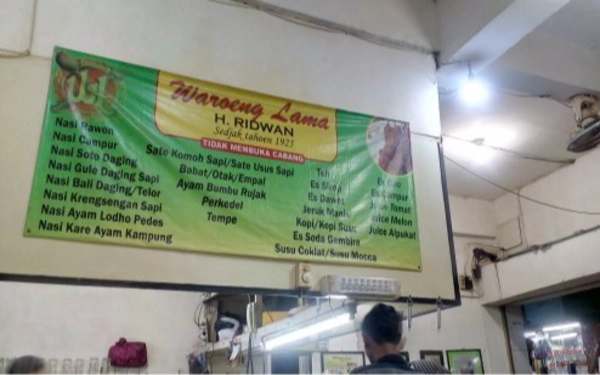 Waroeng Lama
H. RIDWAN
Sedjak tahoen 1925
TIDAK MEMBUKA CABANG
Nasi Rawon
Nasi Campur
Nasi Soto Daging
Nasi Gule Daging Sapi
Nasi Bali Daging/Telor
Nasi Krengsengan Sapi
Nasi Ayam Lodho Pedes
Nasi Kare Ayam Kampung
Sate Komoh Sapi/Sate Usus Sapi
Babat/Otak/Empal
Ayam Bumbu Rujak
Perkedel
Tempe
Teh
Es
Es Dawet
Jeruk Manis
Kopi/Kopi Susu
Es Soda Gembira
Susu Coklat/Susu Mocca
Es
Es Campur
Juice Tomat
Juice Melon
Juice Alpukat